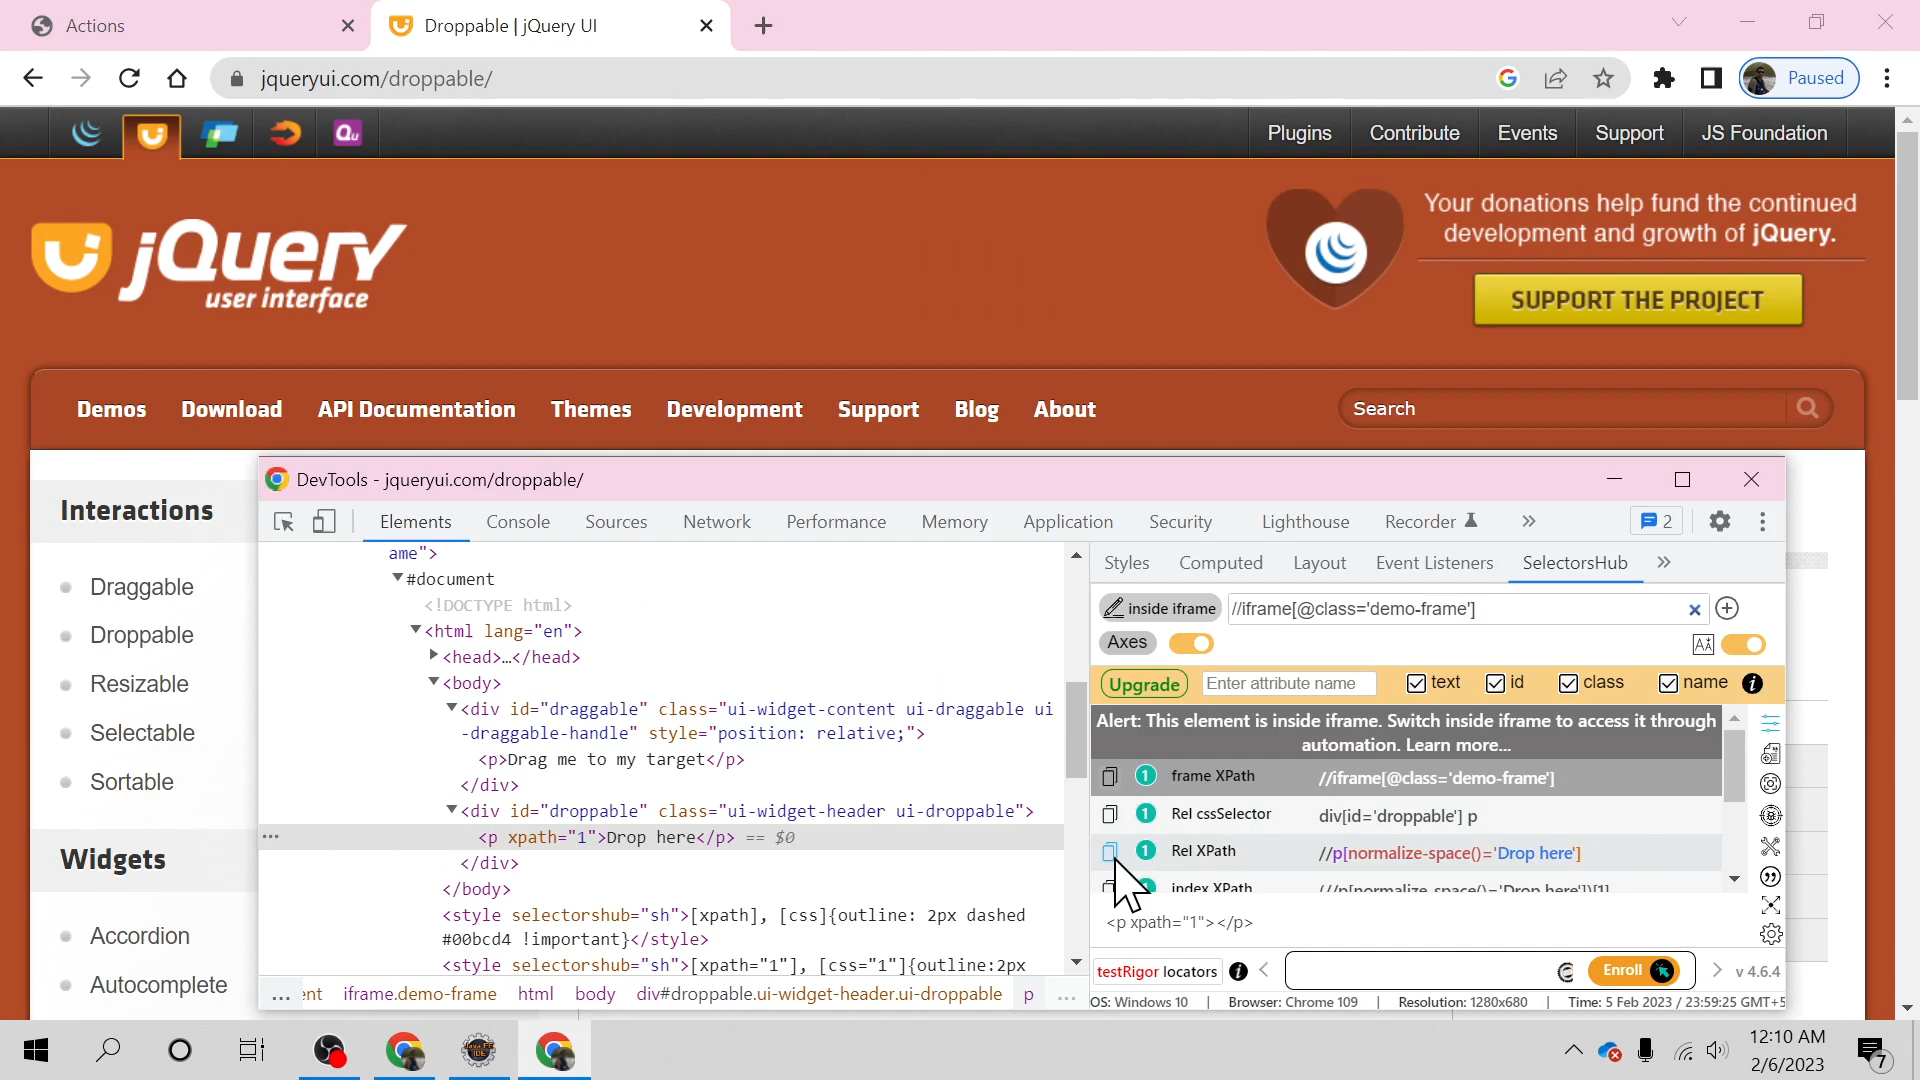 Actions
Droppable | jQuery UI
jqueryui.com/droppable/
Paused
Qu
Plugins
Contribute
Events
Support
JS Foundation
jQuery
user interface
Your donations help fund the continued
development and growth of jQuery.
SUPPORT THE PROJECT
Demos
Download
API Documentation
Themes
Development
Support
Blog
About
Search
Interactions
Draggable
Droppable
Resizable
Selectable
Sortable
Widgets
Accordion
Autocomplete
DevTools - jqueryui.com/droppable/
Elements
Console
Sources
Network
Performance
Memory
Application
Security
Lighthouse
Recorder
2
ame">
#document
<!DOCTYPE html>
<html lang="en">
<head>…</head>
<body>
<div id="draggable" class="ui-widget-content ui-draggable ui
-draggable-handle" style="position: relative;">
<p>Drag me to my target</p>
</div>
<div id="droppable" class="ui-widget-header ui-droppable">
<p xpath="1">Drop here</p> == $0
</div>
</body>
<style selectorshub="sh">[xpath], [css]{outline: 2px dashed
#00bcd4 !important}</style>
<style selectorshub="sh">[xpath="1"], [css="1"]{outline:2px
... ent iframe.demo-frame html body div#droppable.ui-widget-header.ui-droppable p ...
Styles
Computed
Layout
Event Listeners
SelectorsHub
inside iframe
//iframe[@class='demo-frame']
Axes
Upgrade
Enter attribute name
text
id
class
name
Alert: This element is inside iframe. Switch inside iframe to access it through
automation. Learn more...
1 frame XPath //iframe[@class='demo-frame']
1 Rel cssSelector div[id='droppable'] p
1 Rel XPath //p[normalize-space()='Drop here']
index XPath (//p[normalize-space()='Drop here'])[1]
<p xpath="1"></p>
testRigor locators
Enroll
v 4.6.4
OS: Windows 10 | Browser: Chrome 109 | Resolution: 1280x680 | Time: 5 Feb 2023 / 23:59:25 GMT+5
12:10 AM
2/6/2023
7